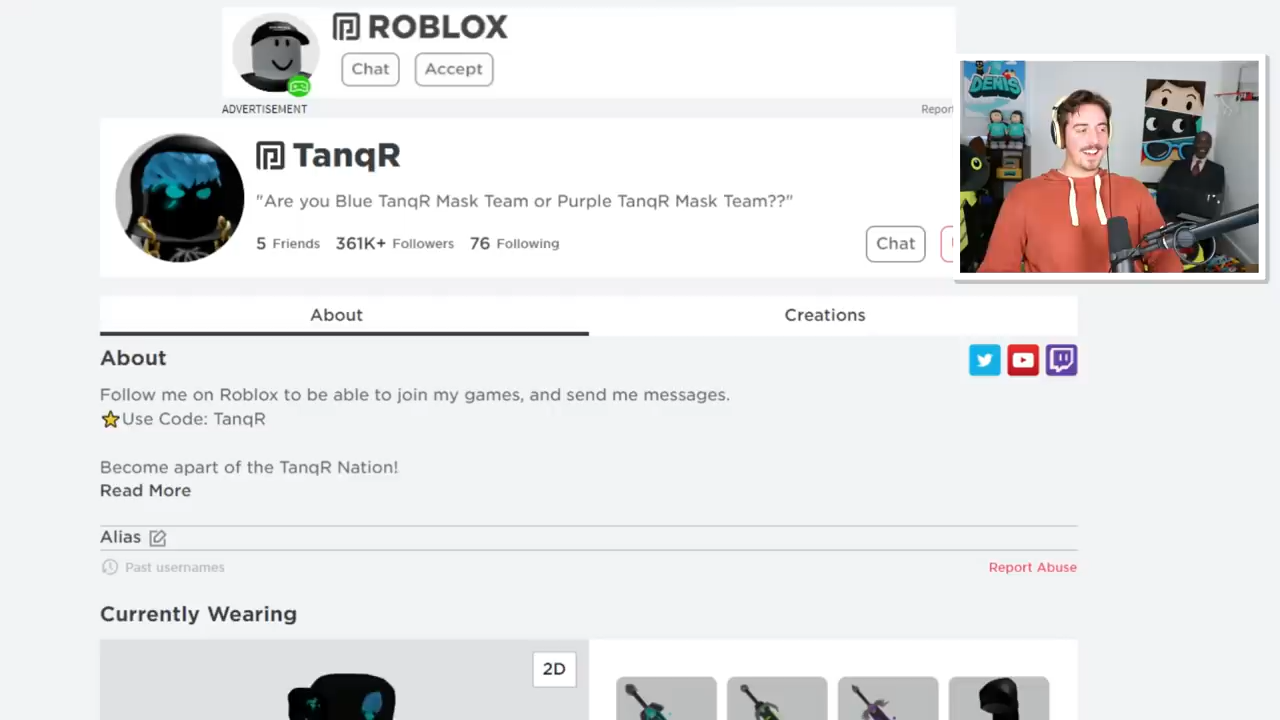 ROBLOX
Chat Accept
ADVERTISEMENT Report
DENIS
TanqR
"Are you Blue TanqR Mask Team or Purple TanqR Mask Team??"
5 Friends 361K+ Followers 76 Following
Chat
About Creations
About
Follow me on Roblox to be able to join my games, and send me messages.
⭐Use Code: TanqR
Become apart of the TanqR Nation!
Read More
Alias
Past usernames Report Abuse
Currently Wearing
2D